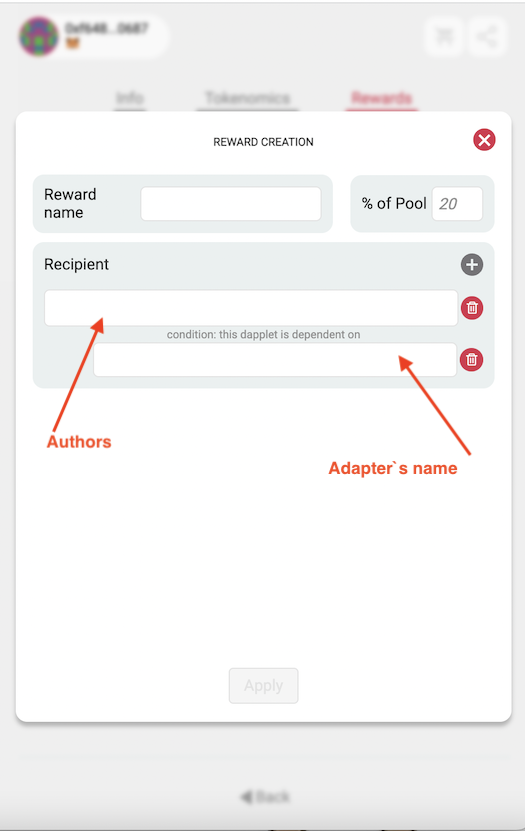 0xf648...0687
Info Tokenomics Rewards
REWARD CREATION
Reward
name
% of Pool 20
Recipient
condition: this dapplet is dependent on
Authors
Adapter`s name
Apply
Back